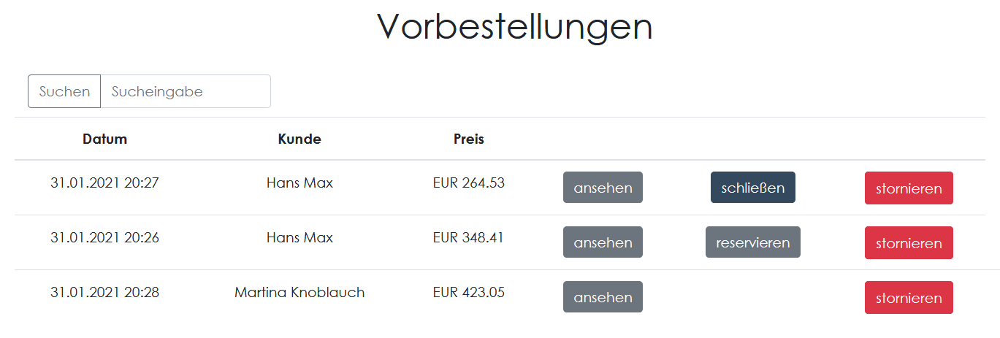 Vorbestellungen
Suchen Sucheingabe
Datum Kunde Preis
31.01.2021 20:27 Hans Max EUR 264.53 ansehen schließen stornieren
31.01.2021 20:26 Hans Max EUR 348.41 ansehen reservieren stornieren
31.01.2021 20:28 Martina Knoblauch EUR 423.05 ansehen stornieren